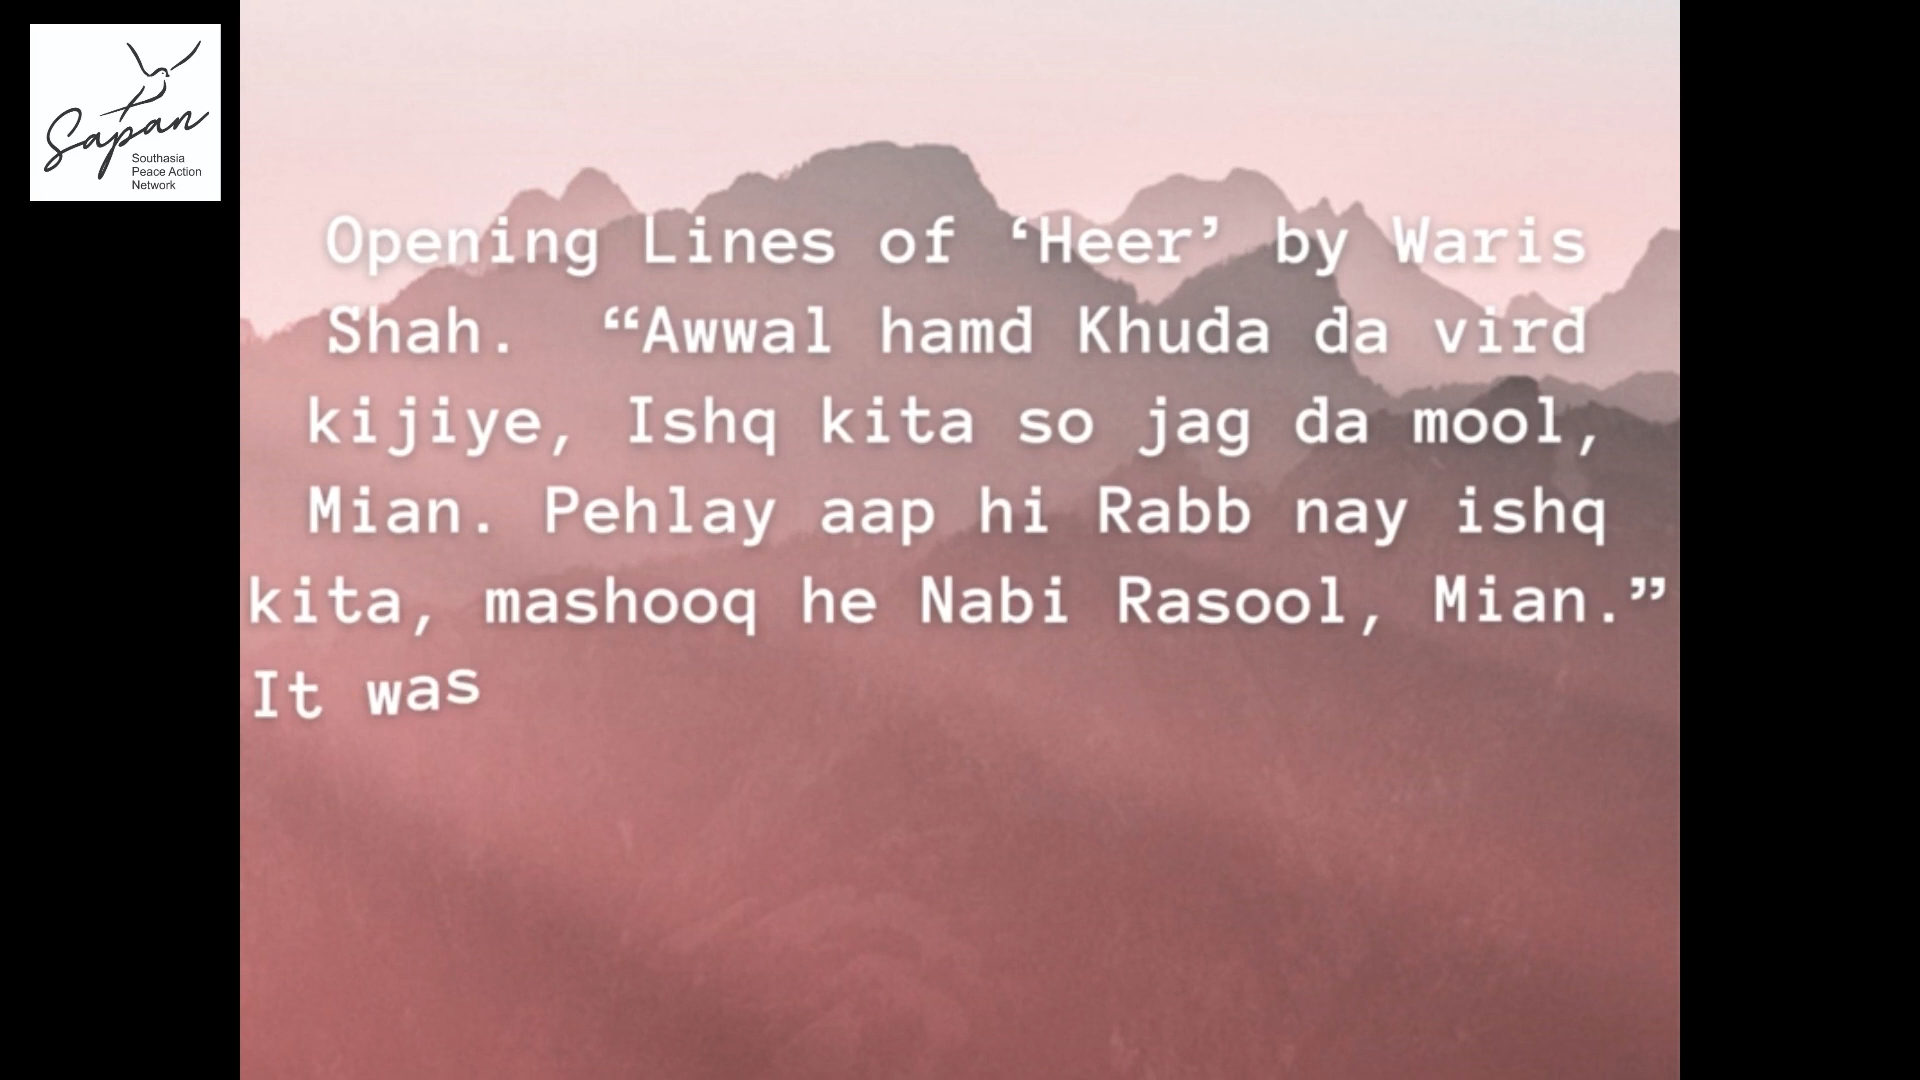 Sapan
Southasia
Peace Action
Network
Opening Lines of ‘Heer’ by Waris
Shah.  “Awwal hamd Khuda da vird
kijiye, Ishq kita so jag da mool,
Mian. Pehlay aap hi Rabb nay ishq
kita, mashooq he Nabi Rasool, Mian.”
It was